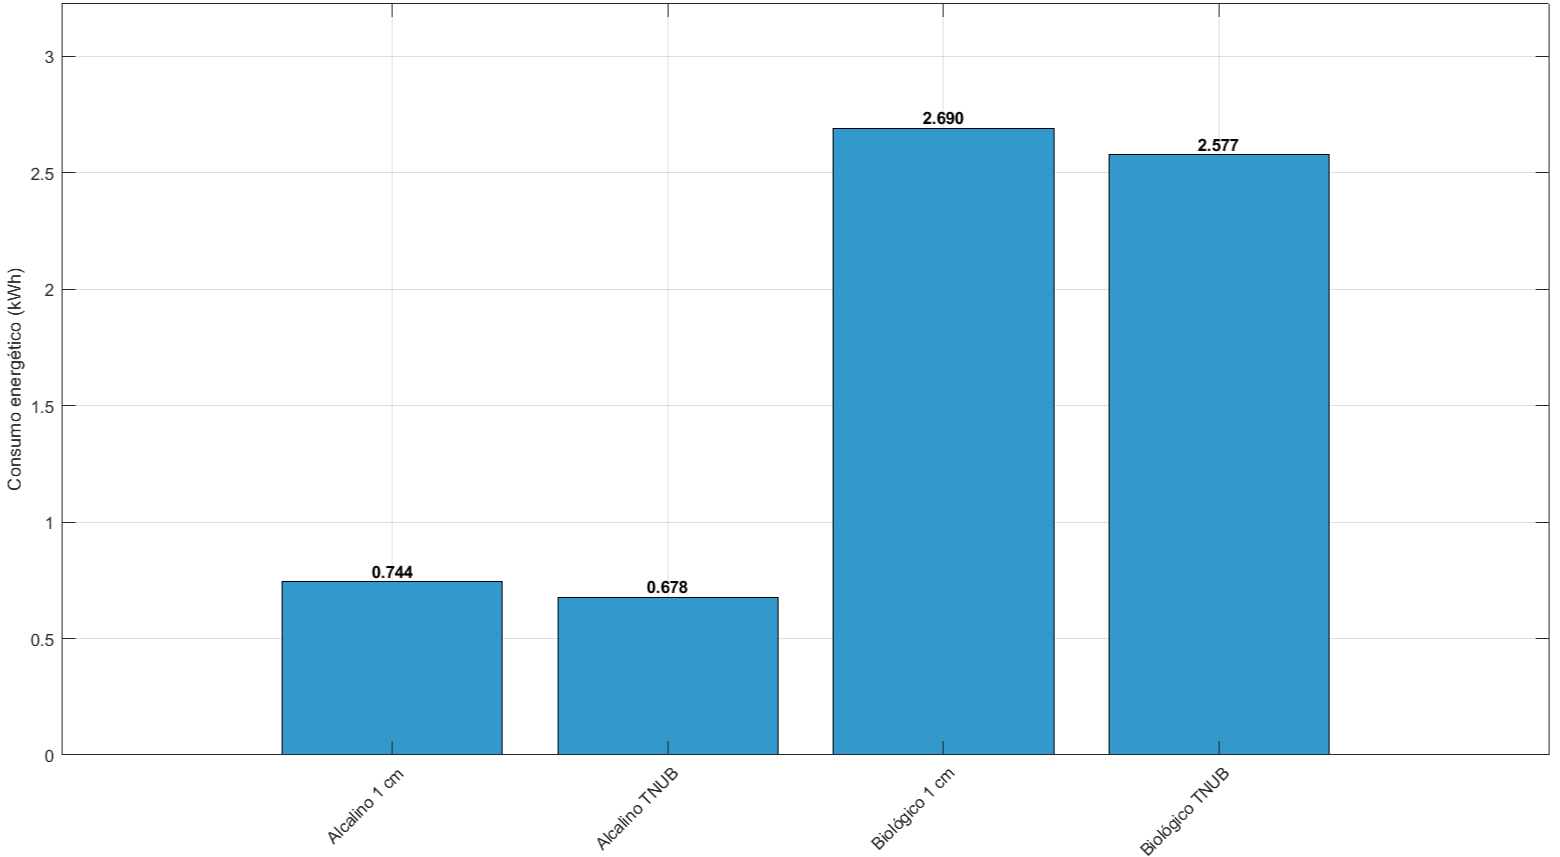 3
2.5
2
1.5
1
0.5
0
Consumo energético (kWh)
0.744
0.678
2.690
2.577
Alcalino 1 cm
Alcalino TNUB
Biológico 1 cm
Biológico TNUB